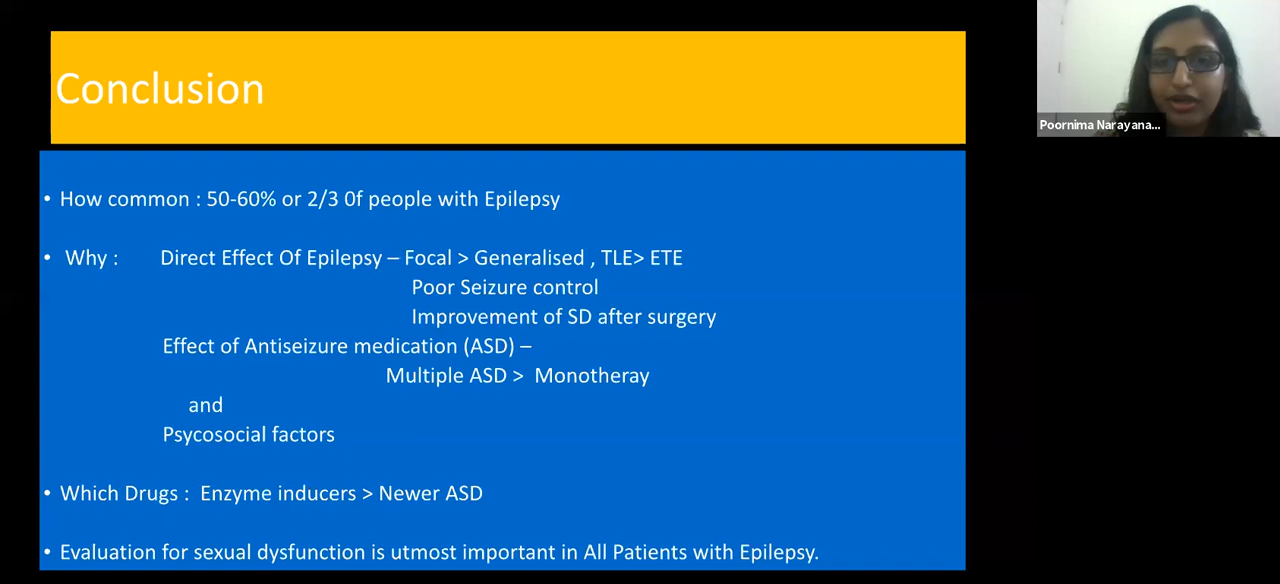 Conclusion
Poornima Narayana...
• How common : 50-60% or 2/3 0f people with Epilepsy
• Why : Direct Effect Of Epilepsy – Focal > Generalised , TLE> ETE
Poor Seizure control
Improvement of SD after surgery
Effect of Antiseizure medication (ASD) –
Multiple ASD > Monotheray
and
Psycosocial factors
• Which Drugs : Enzyme inducers > Newer ASD
• Evaluation for sexual dysfunction is utmost important in All Patients with Epilepsy.